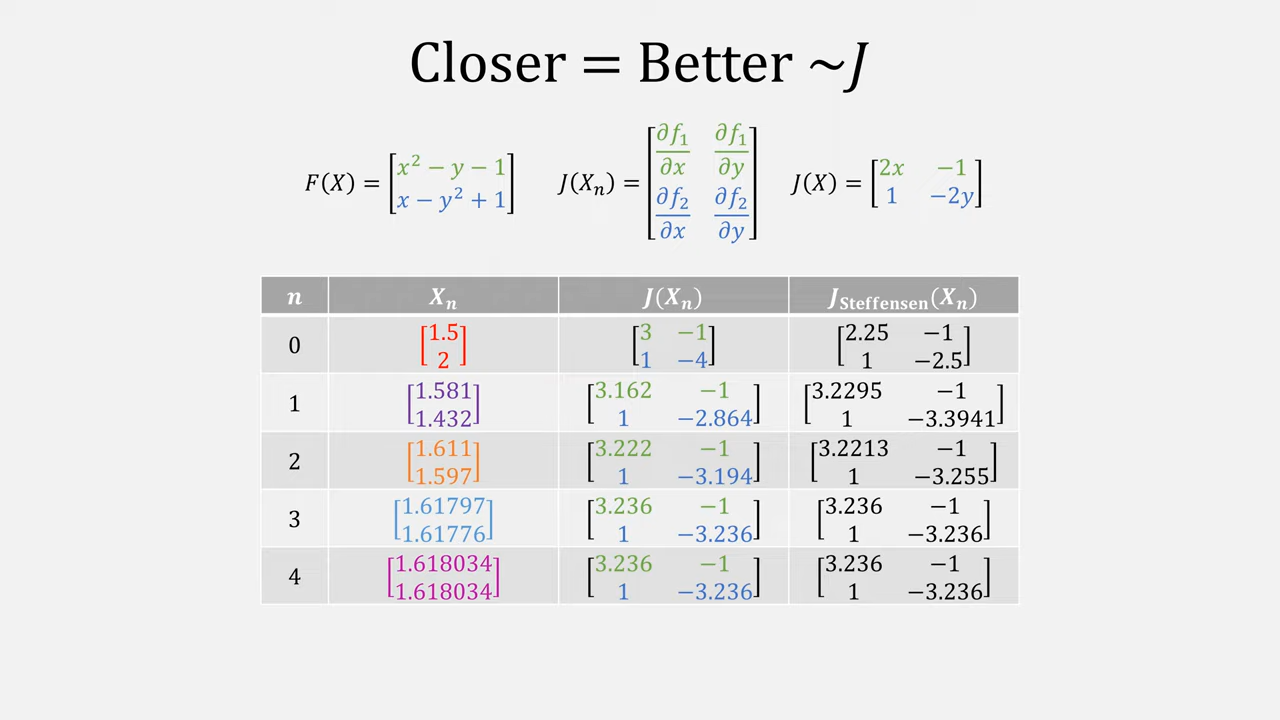 Closer = Better ~J
F(X) = [x² − y − 1; x − y² + 1]  J(Xₙ) = [∂f₁/∂x ∂f₁/∂y; ∂f₂/∂x ∂f₂/∂y]  J(X) = [2x −1; 1 −2y]
n Xₙ J(Xₙ) J_Steffensen(Xₙ)
0 [1.5; 2] [3 −1; 1 −4] [2.25 −1; 1 −2.5]
1 [1.581; 1.432] [3.162 −1; 1 −2.864] [3.2295 −1; 1 −3.3941]
2 [1.611; 1.597] [3.222 −1; 1 −3.194] [3.2213 −1; 1 −3.255]
3 [1.61797; 1.61776] [3.236 −1; 1 −3.236] [3.236 −1; 1 −3.236]
4 [1.618034; 1.618034] [3.236 −1; 1 −3.236] [3.236 −1; 1 −3.236]